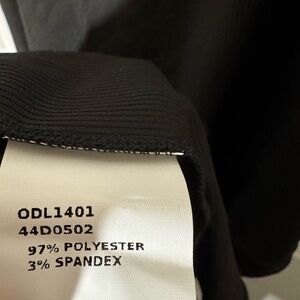 ODL1401
44D0502
97% POLYESTER
3% SPANDEX